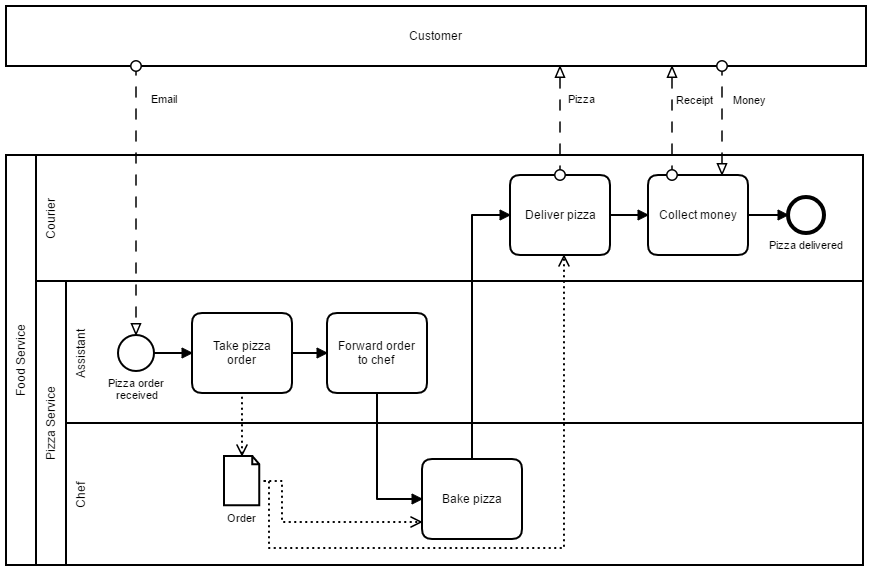 Customer
Email
Pizza
Receipt
Money
Food Service
Courier
Deliver pizza
Collect money
Pizza delivered
Pizza Service
Assistant
Pizza order
received
Take pizza
order
Forward order
to chef
Chef
Order
Bake pizza